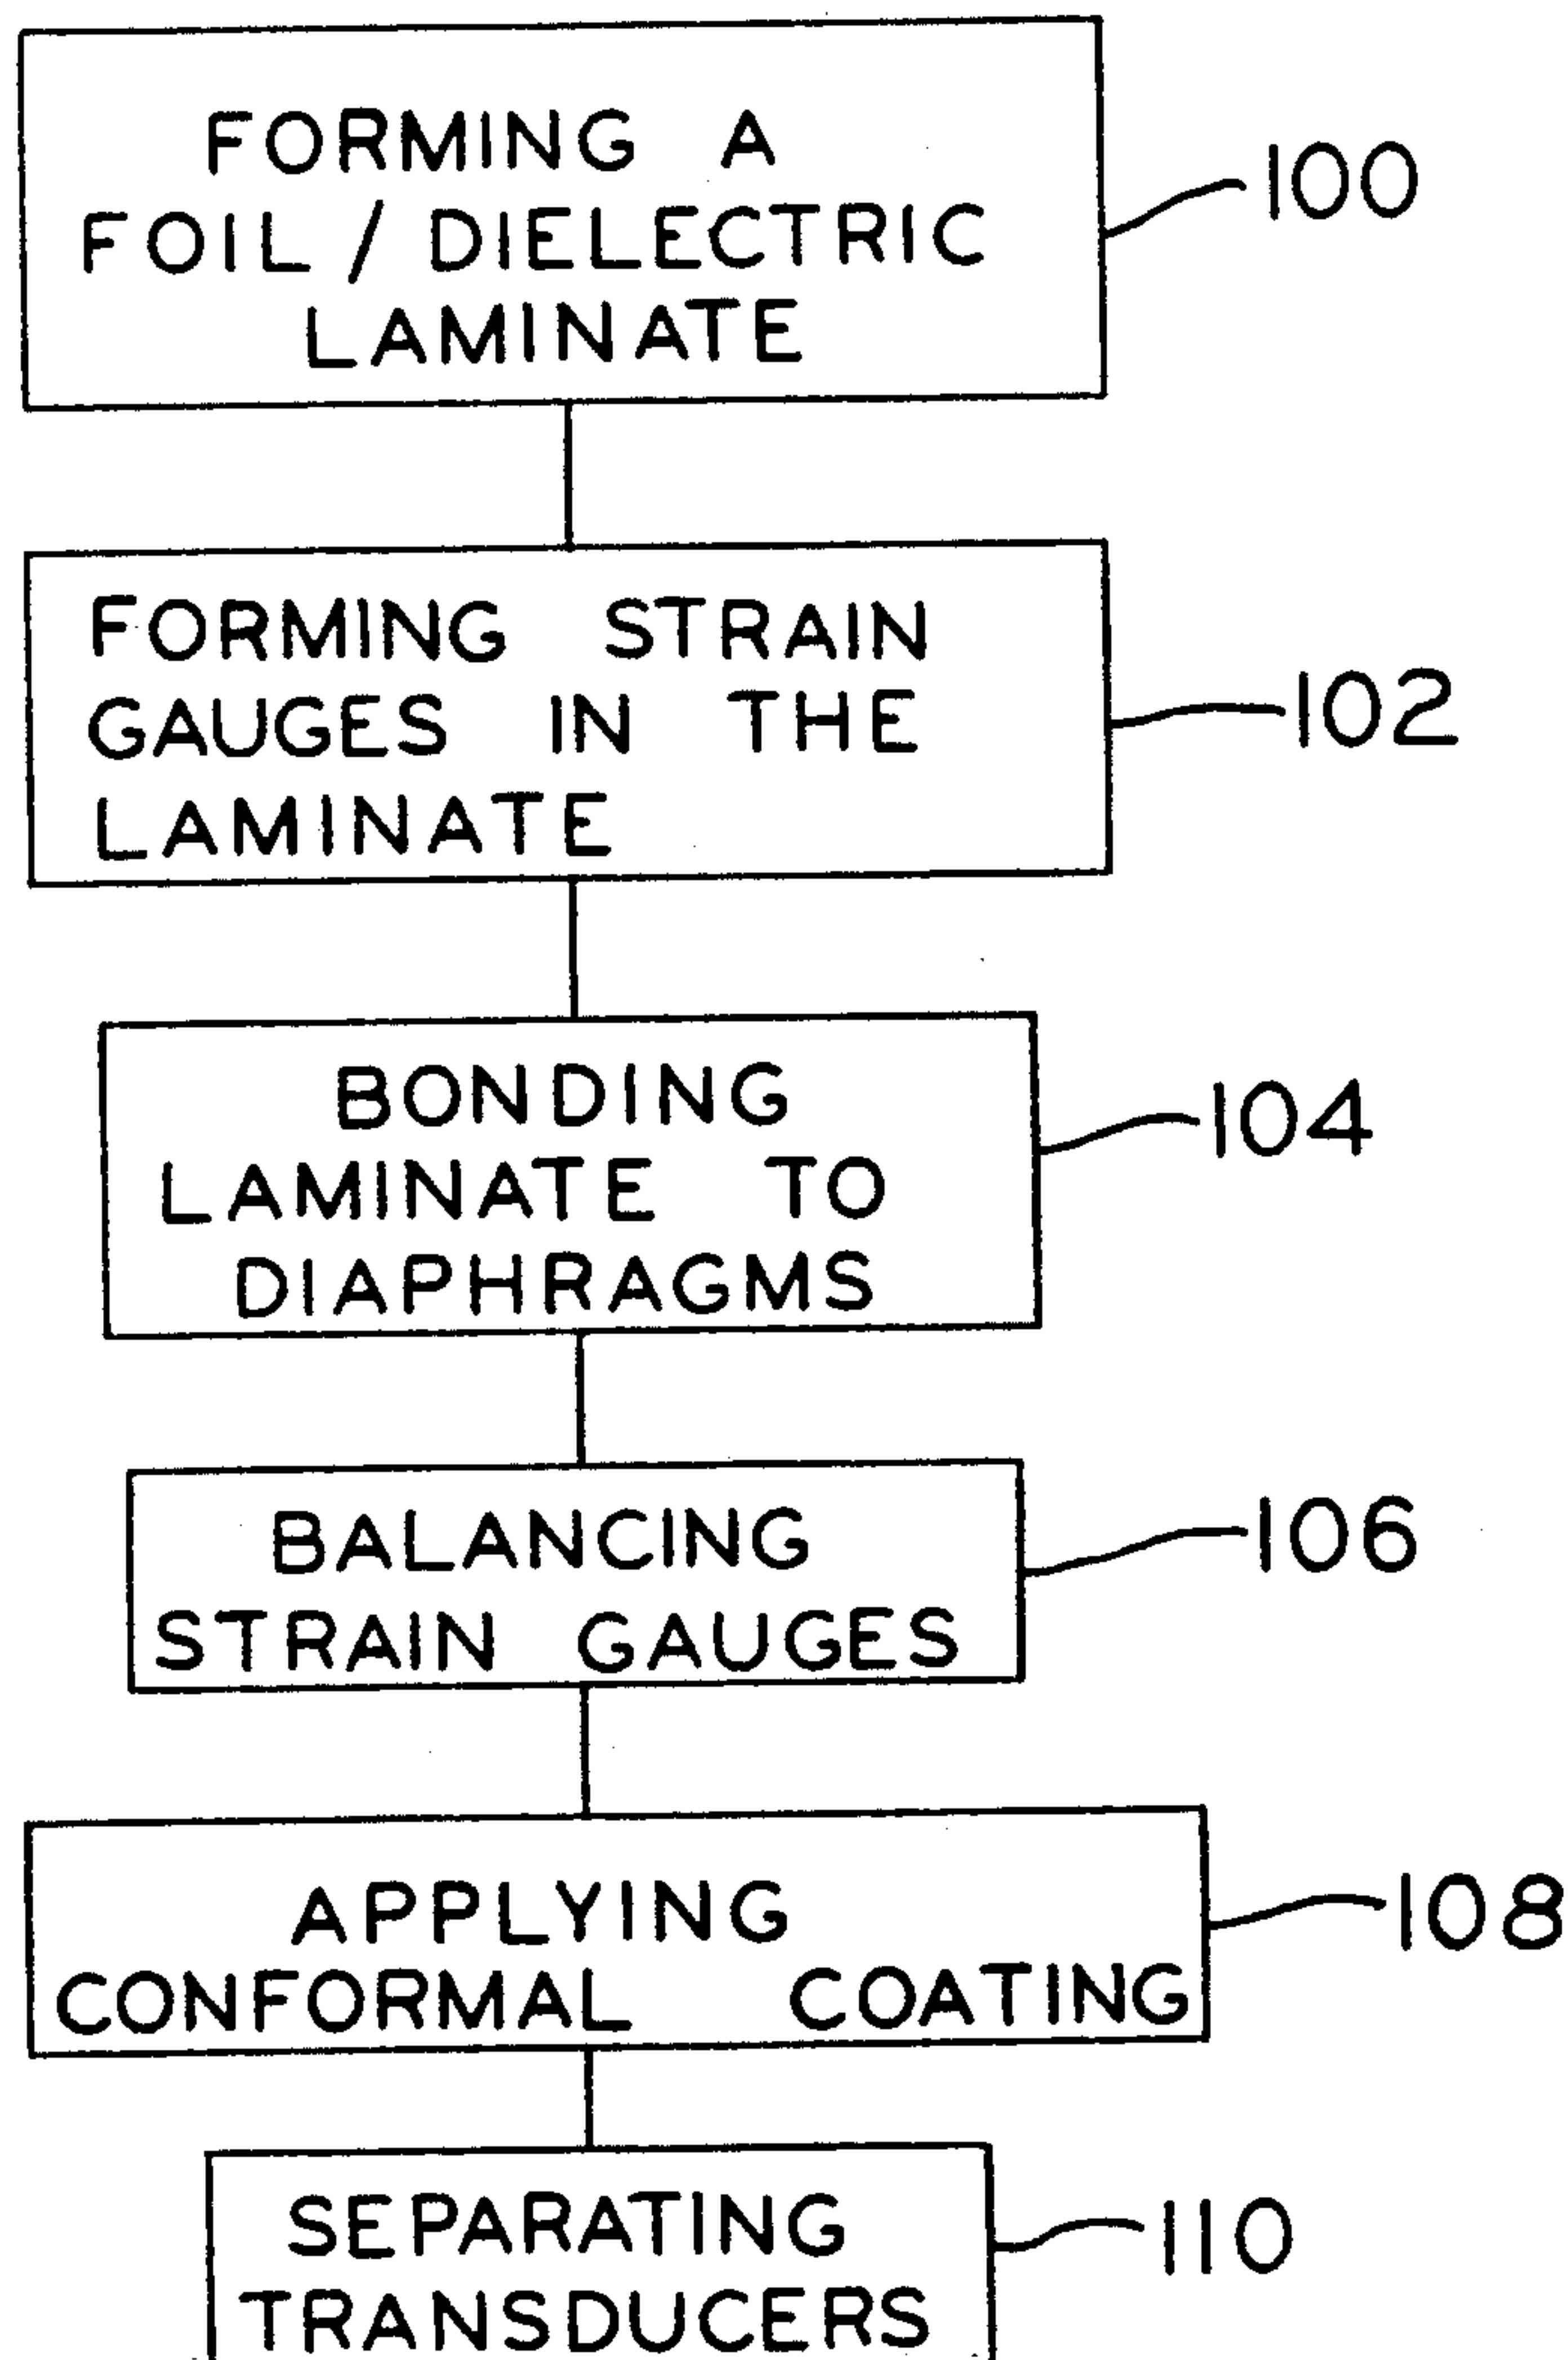 FORMING A
FOIL / DIELECTRIC
LAMINATE
100
FORMING STRAIN
GAUGES IN THE
LAMINATE
102
BONDING
LAMINATE TO
DIAPHRAGMS
104
BALANCING
STRAIN GAUGES
106
APPLYING
CONFORMAL COATING
108
SEPARATING
TRANSDUCERS
110